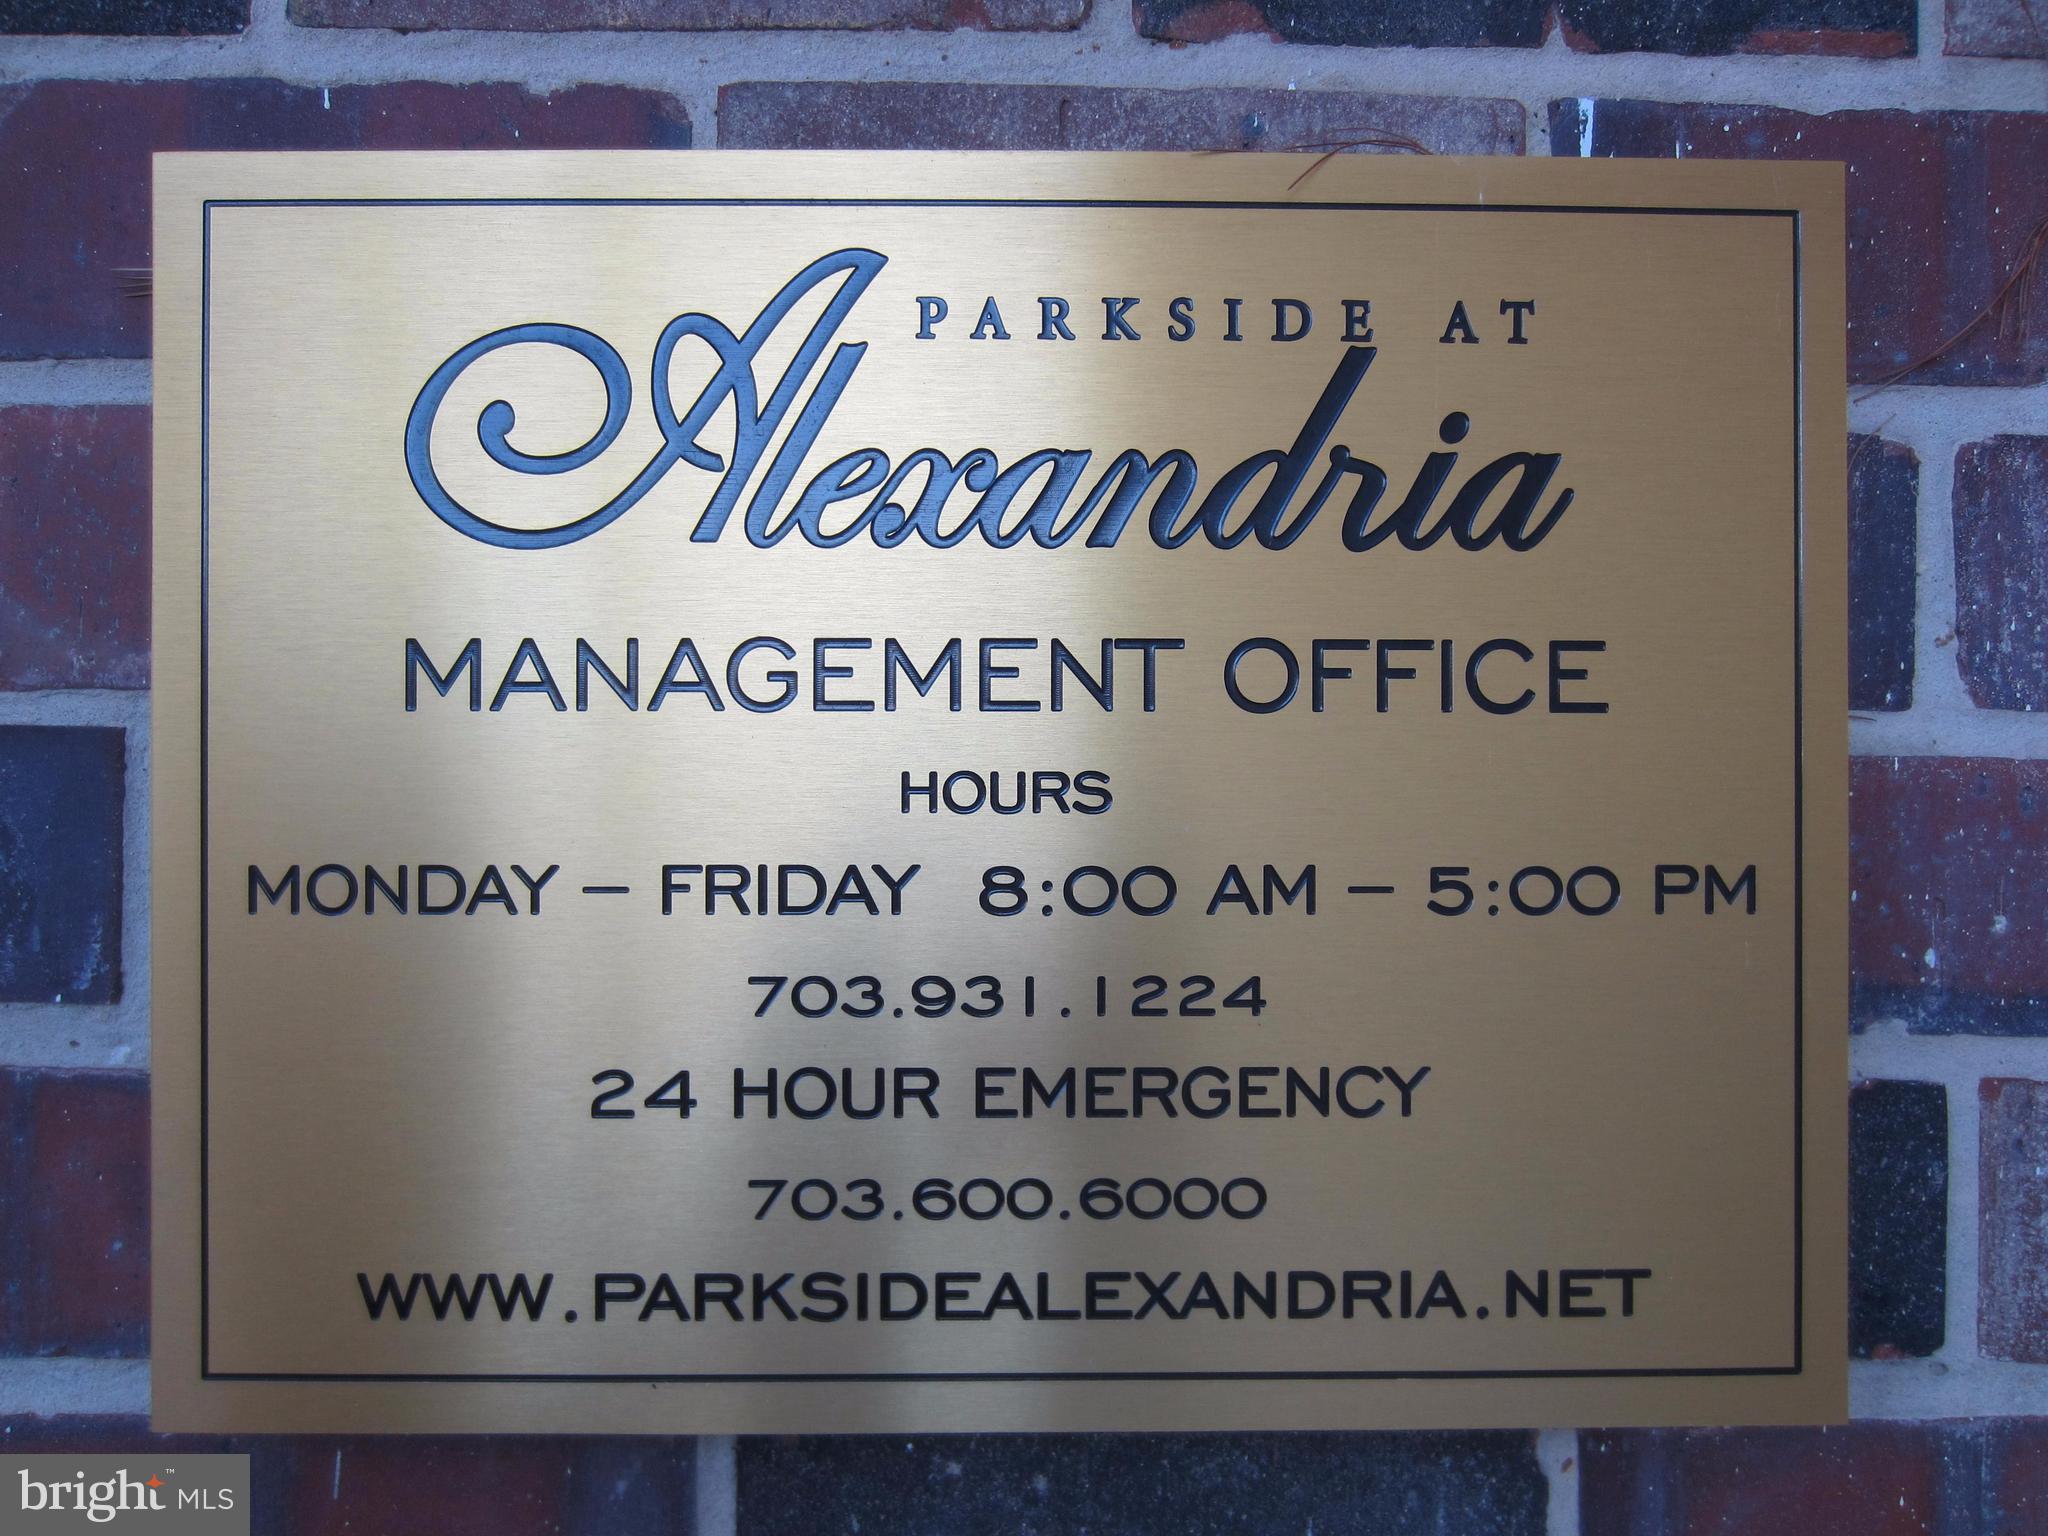 PARKSIDE AT
Alexandria
MANAGEMENT OFFICE
HOURS
MONDAY – FRIDAY 8:00 AM – 5:00 PM
703.931.1224
24 HOUR EMERGENCY
703.600.6000
WWW.PARKSIDEALEXANDRIA.NET
bright™ MLS